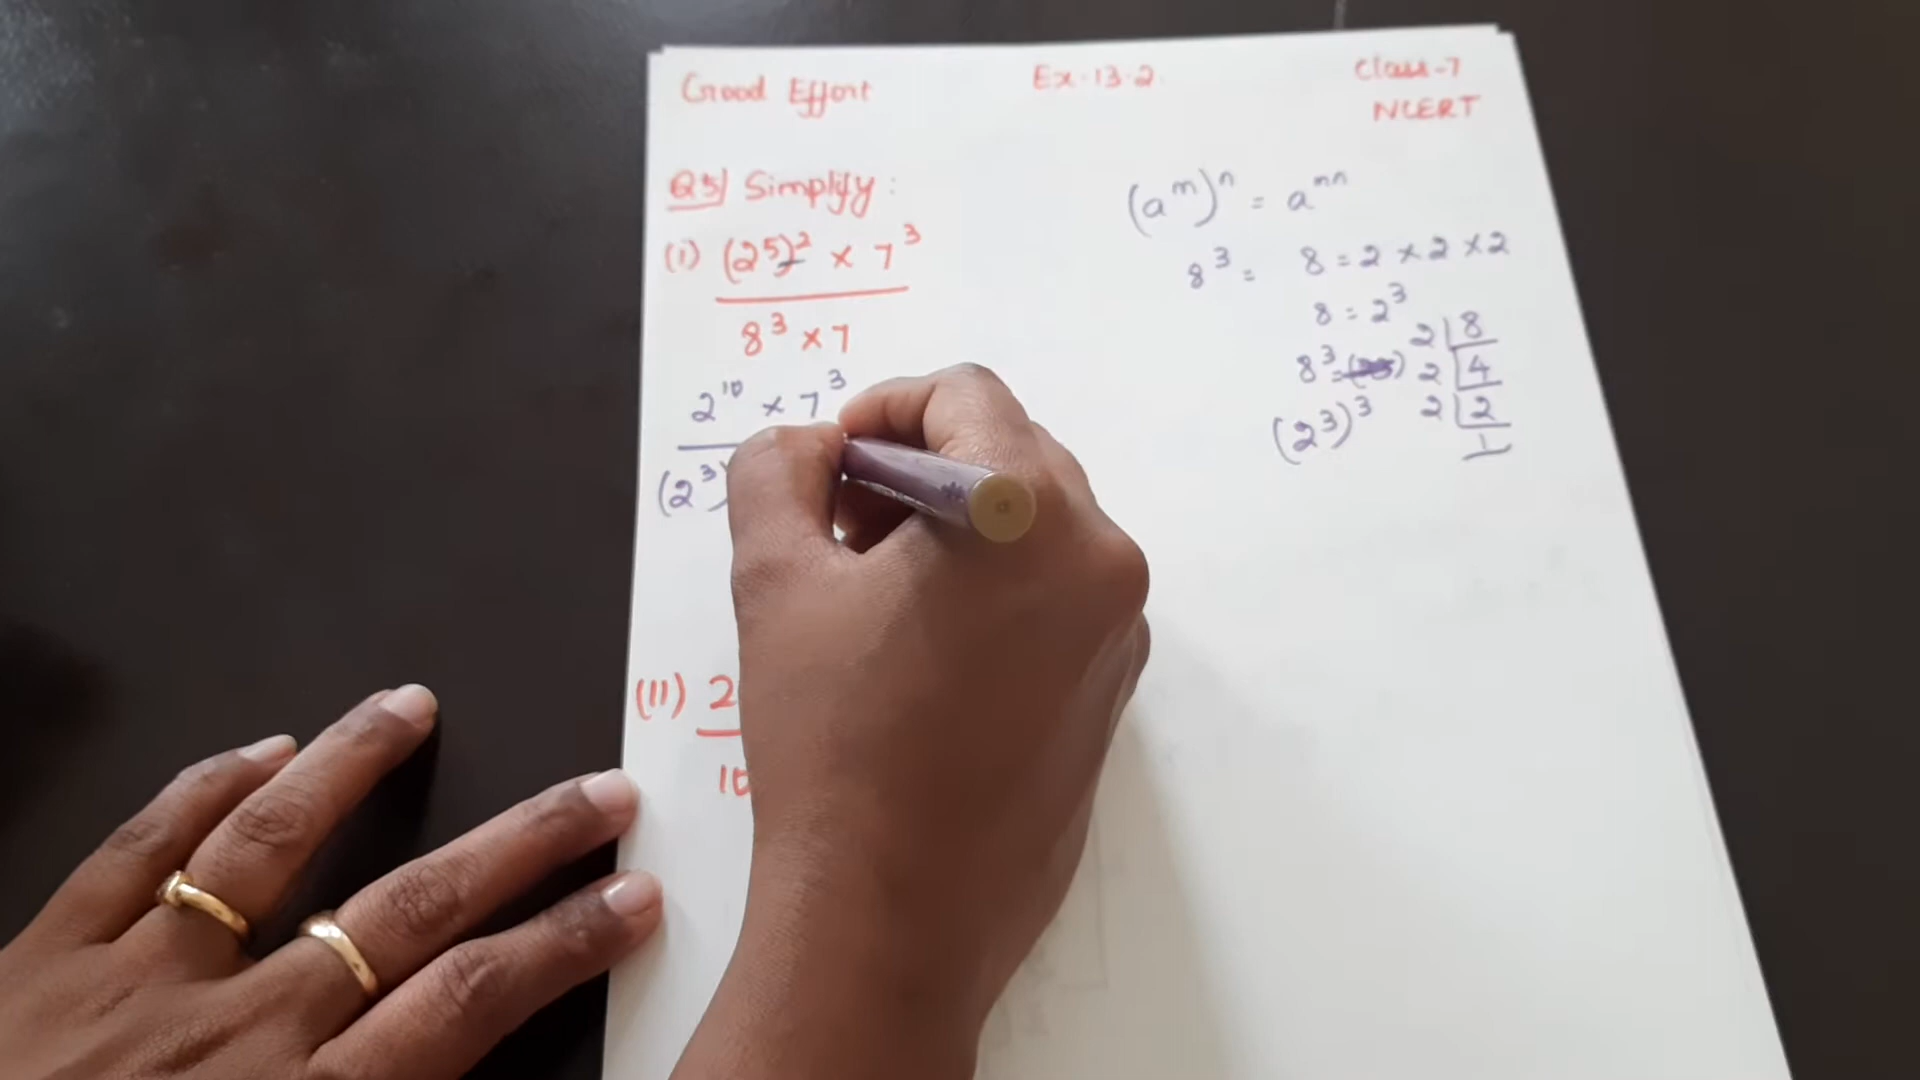 Good Effort Ex.13.2. Class-7
NCERT
Q5) Simplify :
(i) (2⁵)² × 7³
8³ × 7
2¹⁰ × 7³
(2³)
(II) 2
10
(aᵐ)ⁿ = aᵐⁿ
8³ = 8 = 2 × 2 × 2
8 = 2³
8³ =
(2³)³
2 | 8
2 | 4
2 | 2
1